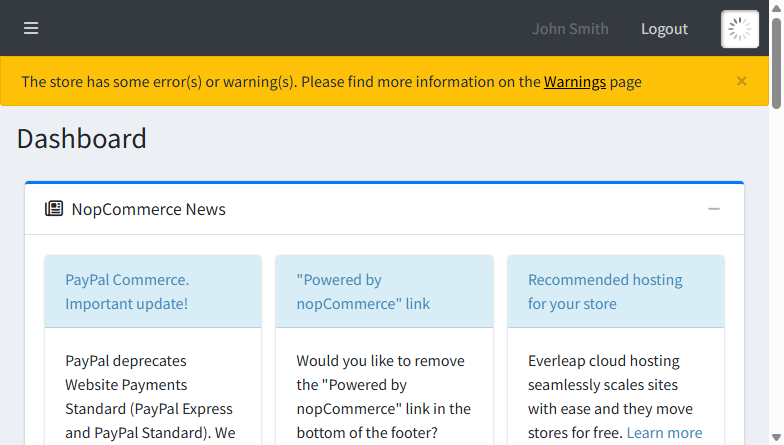 John Smith Logout
The store has some error(s) or warning(s). Please find more information on the Warnings page ×
Dashboard
NopCommerce News
PayPal Commerce.
Important update!
PayPal deprecates
Website Payments
Standard (PayPal Express
and PayPal Standard). We
"Powered by
nopCommerce" link
Would you like to remove
the "Powered by
nopCommerce" link in the
bottom of the footer?
Recommended hosting
for your store
Everleap cloud hosting
seamlessly scales sites
with ease and they move
stores for free. Learn more